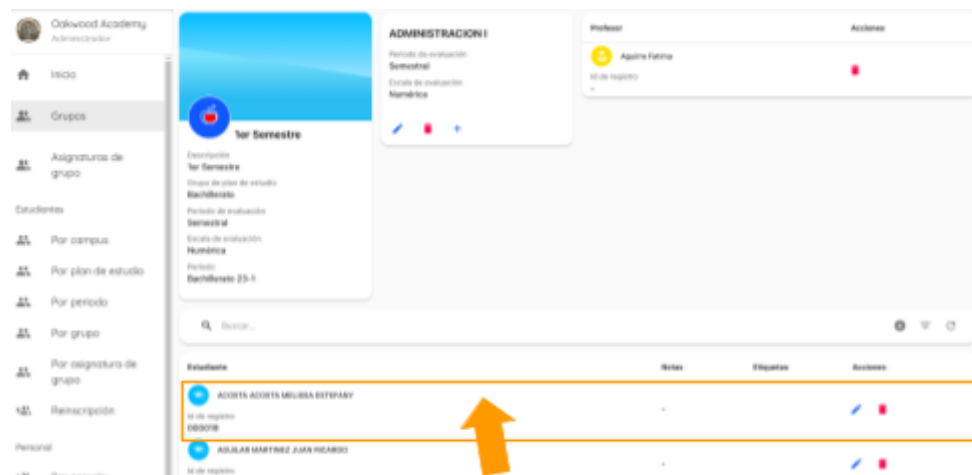 Oakwood Academy
Administrador
Inicio
Grupos
Asignaturas de
grupo
Estudiantes
Por campus
Por plan de estudio
Por periodo
Por grupo
Por asignatura de
grupo
Reinscripción
Personal
1er Semestre
Descripción
1er Semestre
Grupo de plan de estudio
Bachillerato
Periodo de evaluación
Semestral
Escala de evaluación
Numérica
Periodo
Bachillerato 23-1
ADMINISTRACION I
Periodo de evaluación
Semestral
Escala de evaluación
Numérica
Profesor Acciones
Aguirre Fatima
Id de registro
-
Buscar...
Estudiante Notas Etiquetas Acciones
ACOSTA ACOSTA MELISSA ESTEFANY
Id de registro
000019
-
AGUILAR MARTINEZ JUAN RICARDO
Id de registro
-